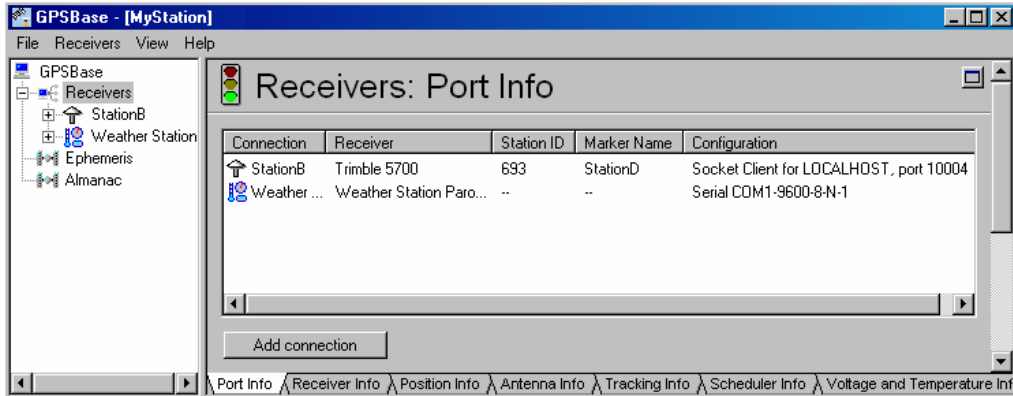 GPSBase - [MyStation]
File Receivers View Help
GPSBase
Receivers
StationB
Weather Station
Ephemeris
Almanac
Receivers: Port Info
Connection Receiver Station ID Marker Name Configuration
StationB Trimble 5700 693 StationD Socket Client for LOCALHOST, port 10004
Weather ... Weather Station Paro... -- -- Serial COM1-9600-8-N-1
Add connection
Port Info Receiver Info Position Info Antenna Info Tracking Info Scheduler Info Voltage and Temperature Inf